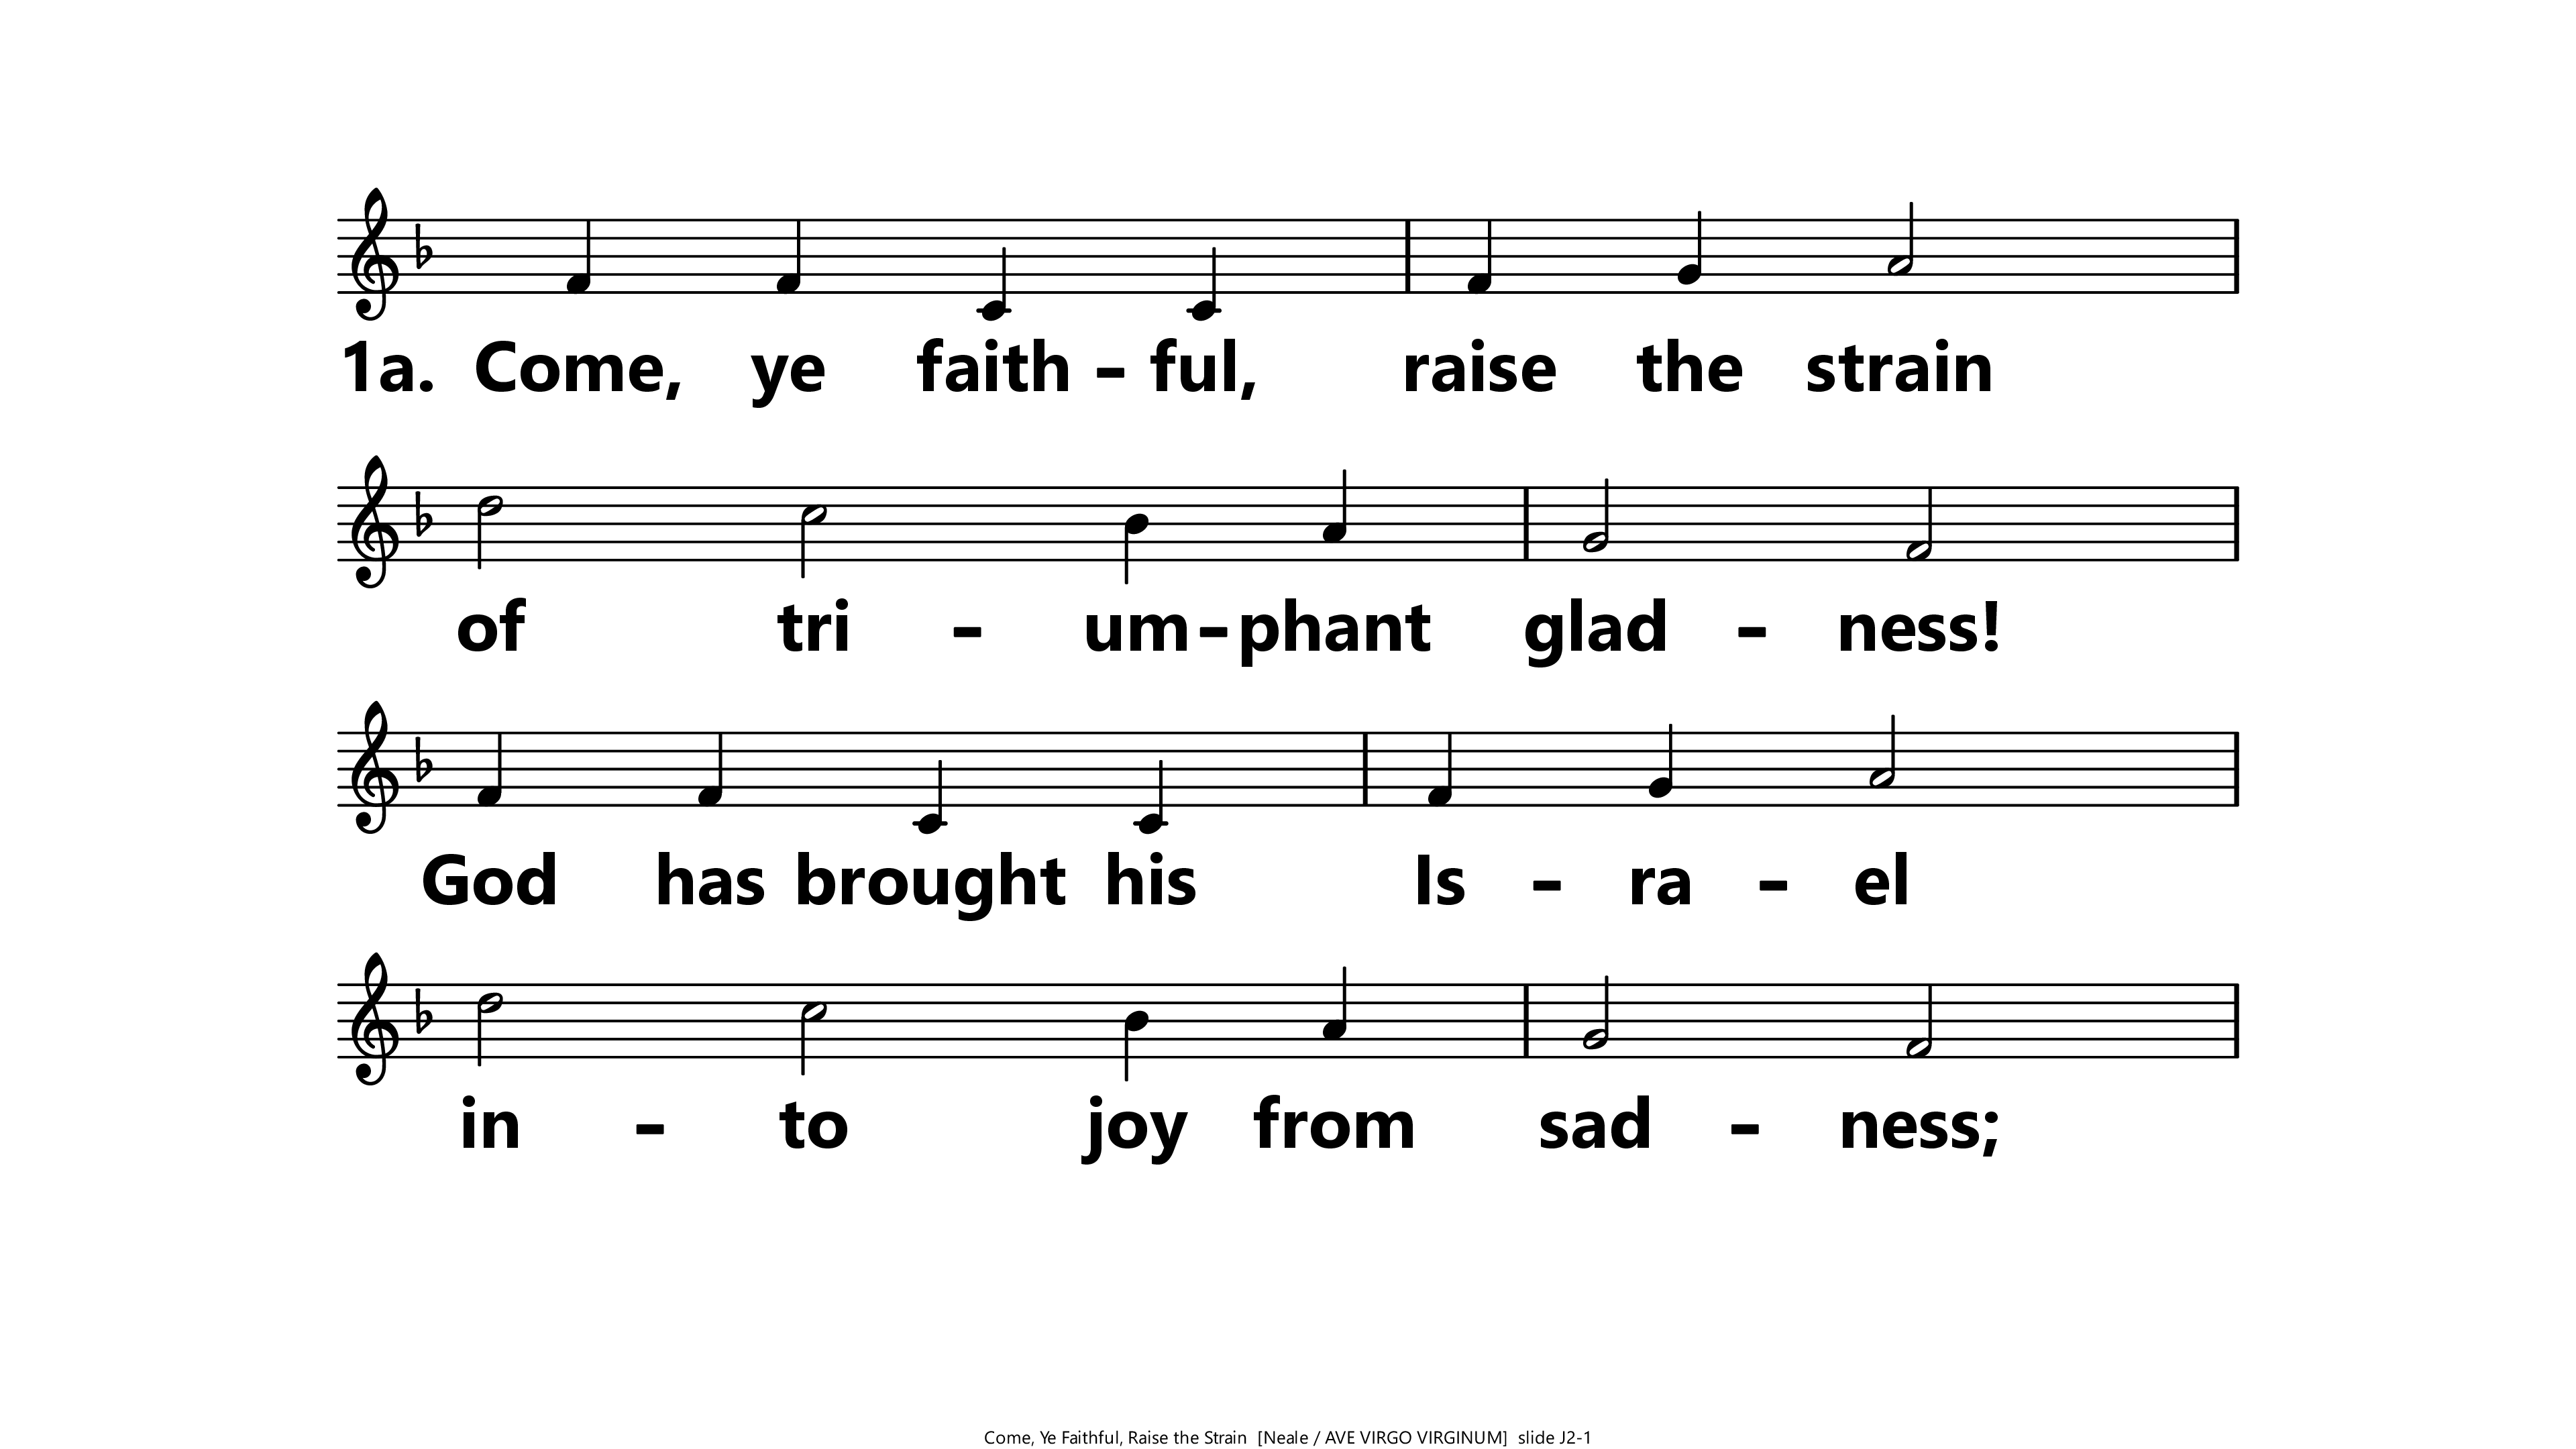 1a. Come, ye faith - ful, raise the strain
of tri - um - phant glad - ness!
God has brought his Is - ra - el
in - to joy from sad - ness;
Come, Ye Faithful, Raise the Strain [Neale / AVE VIRGO VIRGINUM] slide J2-1